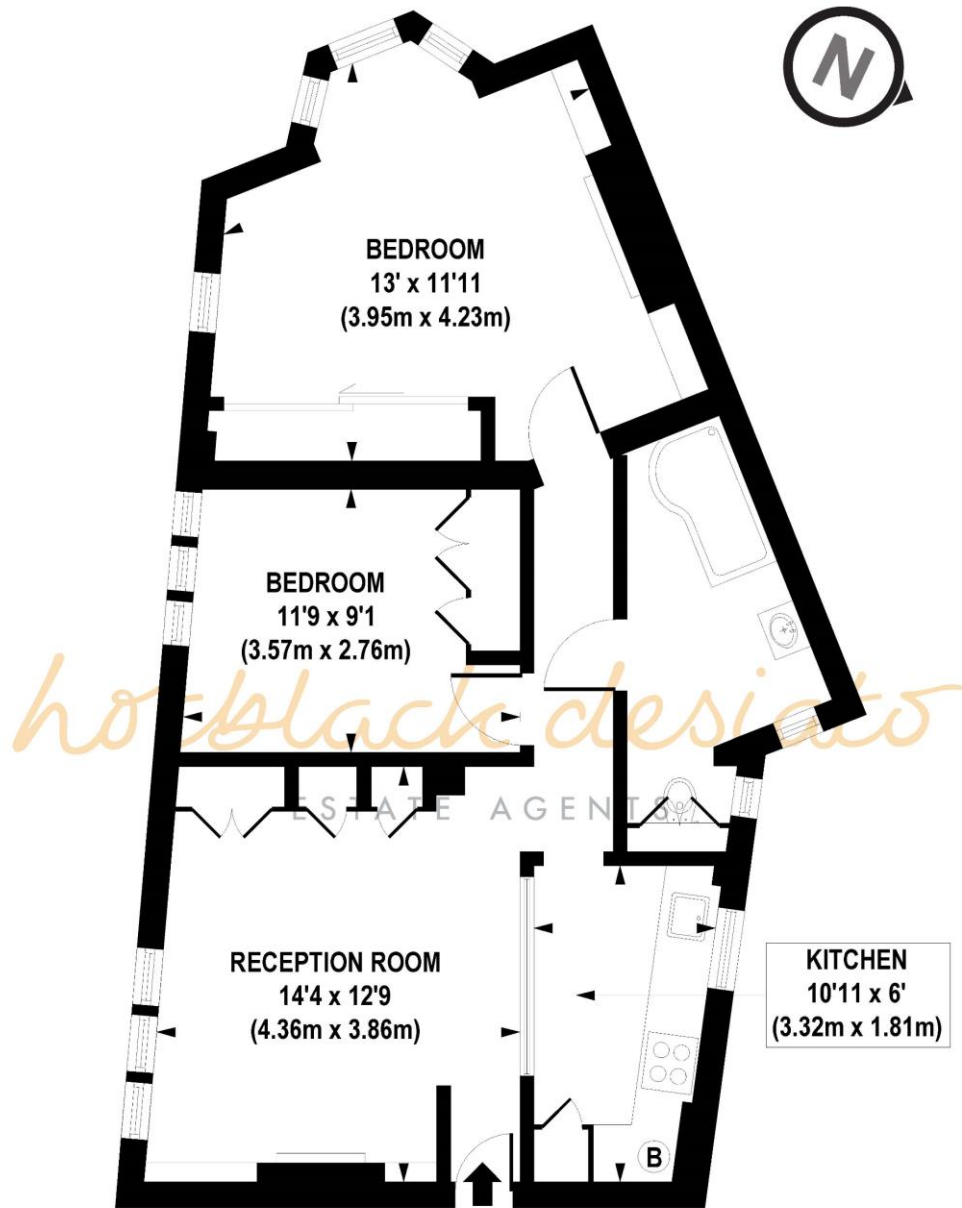 N
BEDROOM
13' x 11'11
(3.95m x 4.23m)
BEDROOM
11'9 x 9'1
(3.57m x 2.76m)
hotblack desiato
ESTATE AGENTS
RECEPTION ROOM
14'4 x 12'9
(4.36m x 3.86m)
KITCHEN
10'11 x 6'
(3.32m x 1.81m)
B